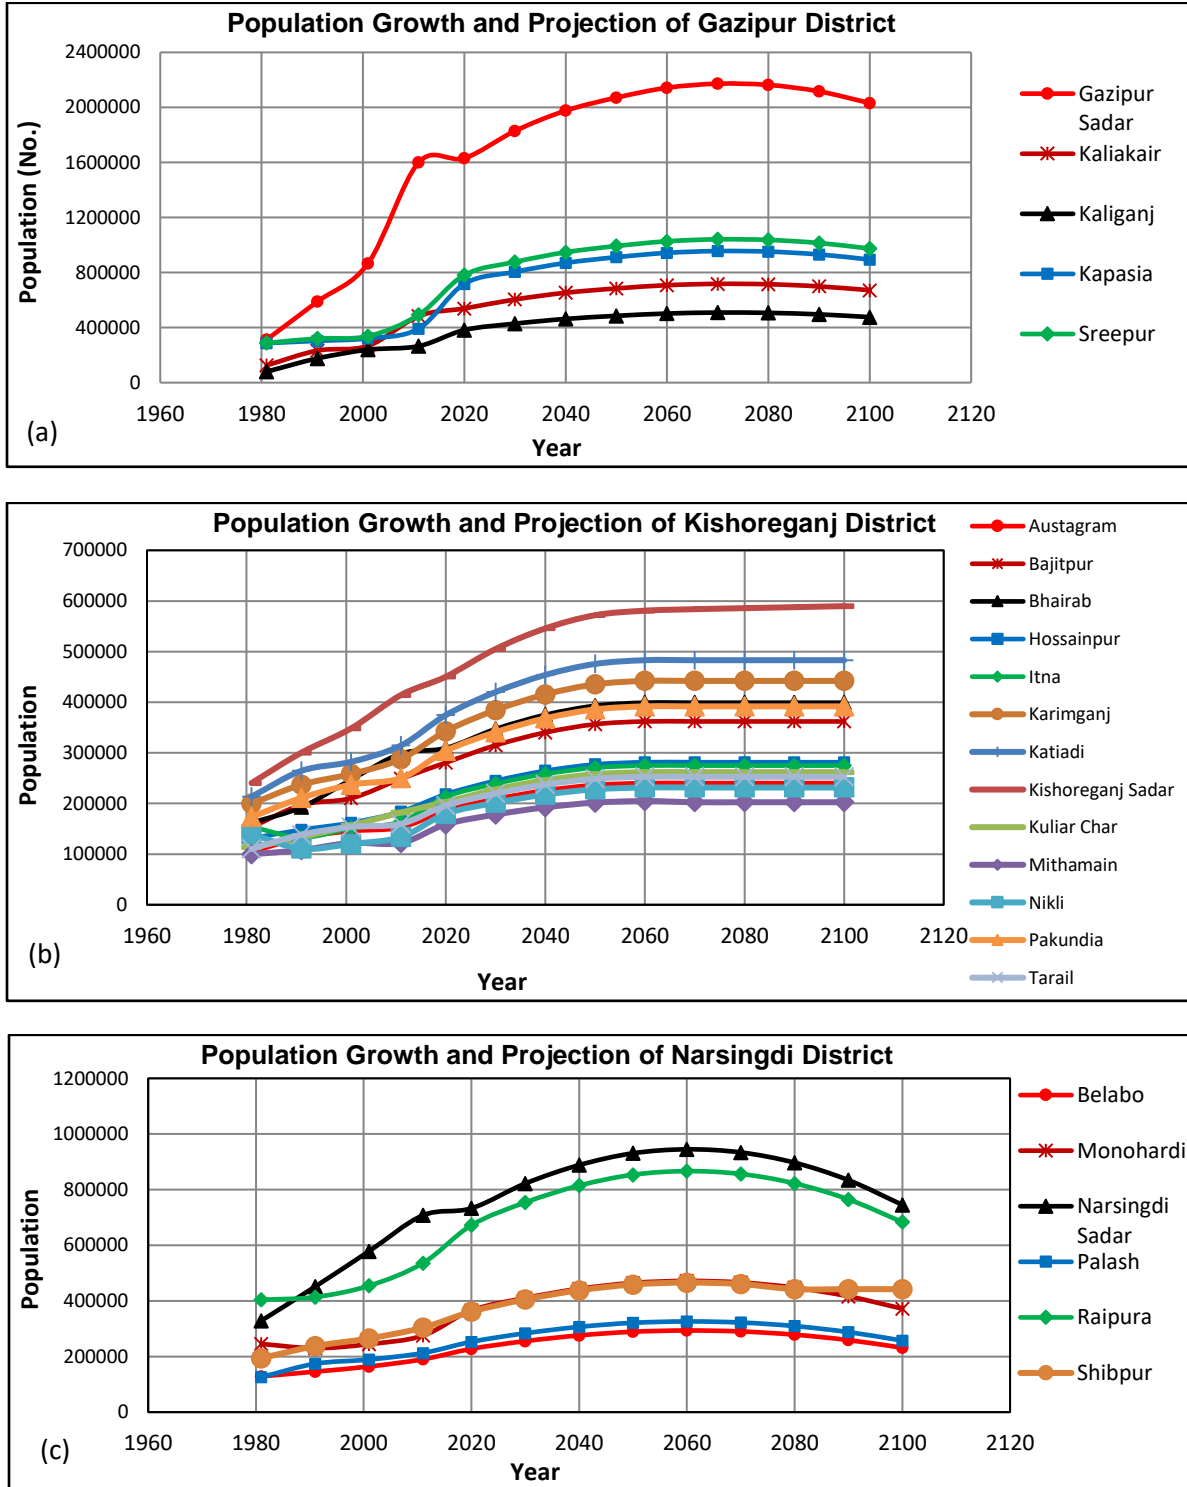 Population Growth and Projection of Gazipur District
Population (No.)
2400000
2000000
1600000
1200000
800000
400000
0
1960 1980 2000 2020 2040 2060 2080 2100 2120
Year
(a)
Gazipur
Sadar
Kaliakair
Kaliganj
Kapasia
Sreepur
Population Growth and Projection of Kishoreganj District
Population
700000
600000
500000
400000
300000
200000
100000
0
1960 1980 2000 2020 2040 2060 2080 2100 2120
Year
(b)
Austagram
Bajitpur
Bhairab
Hossainpur
Itna
Karimganj
Katiadi
Kishoreganj Sadar
Kuliar Char
Mithamain
Nikli
Pakundia
Tarail
Population Growth and Projection of Narsingdi District
Population
1200000
1000000
800000
600000
400000
200000
0
1960 1980 2000 2020 2040 2060 2080 2100 2120
Year
(c)
Belabo
Monohardi
Narsingdi
Sadar
Palash
Raipura
Shibpur